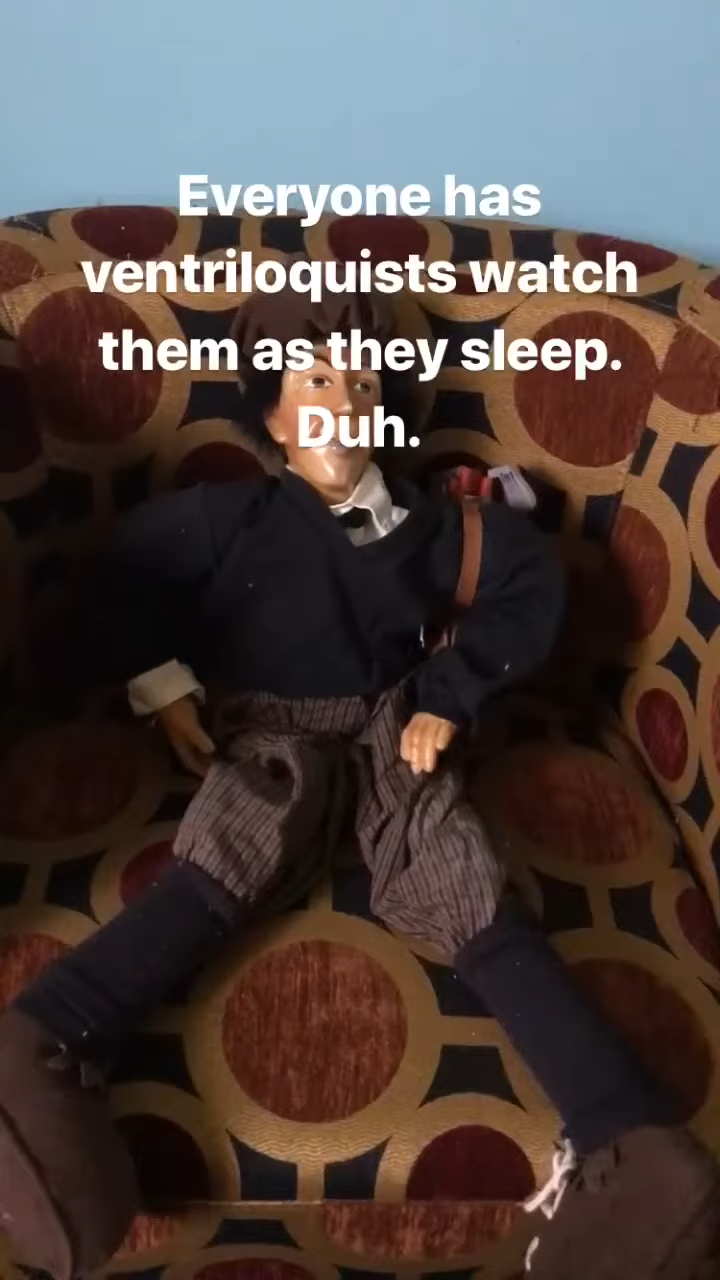 Everyone has
ventriloquists watch
them as they sleep.
Duh.